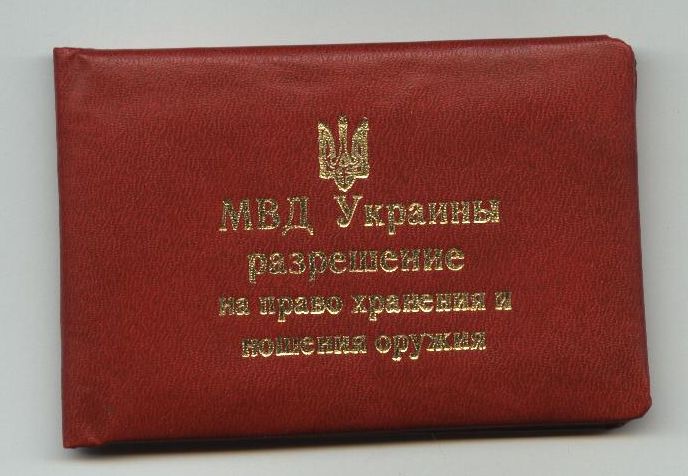 МВД Украины
разрешение
на право хранения и
ношения оружия